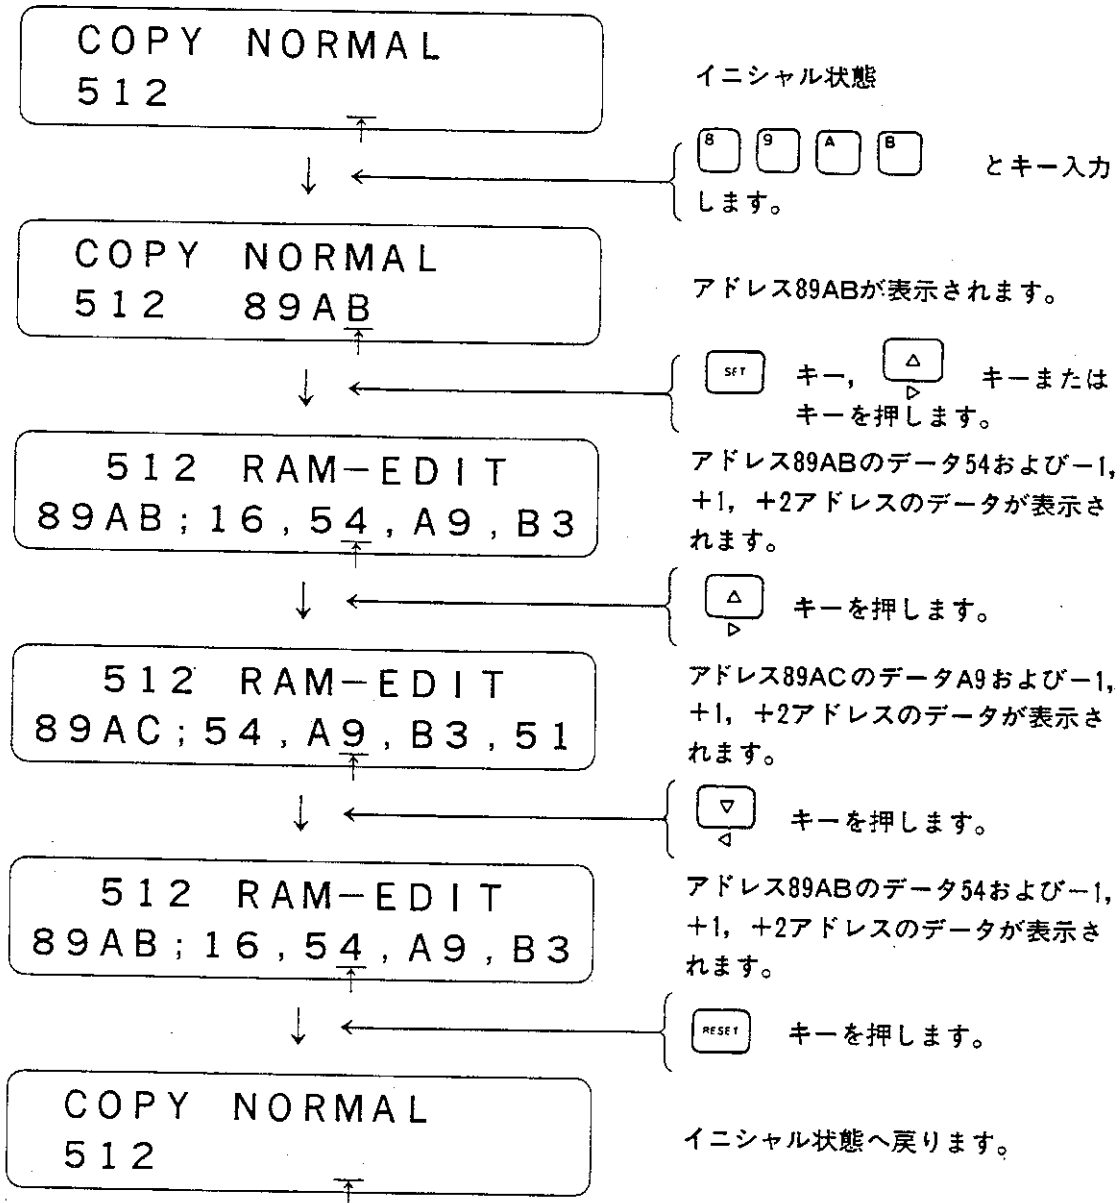 COPY NORMAL
512
イニシャル状態
8 9 A B とキー入力
します。
COPY NORMAL
512 89AB
アドレス89ABが表示されます。
SET キー, △ キーまたは
▷ キーを押します。
512 RAM-EDIT
89AB;16,54,A9,B3
アドレス89ABのデータ54および-1,
+1, +2アドレスのデータが表示さ
れます。
△ キーを押します。
▷
512 RAM-EDIT
89AC;54,A9,B3,51
アドレス89ACのデータA9および-1,
+1, +2アドレスのデータが表示さ
れます。
▽ キーを押します。
◁
512 RAM-EDIT
89AB;16,54,A9,B3
アドレス89ABのデータ54および-1,
+1, +2アドレスのデータが表示さ
れます。
RESET キーを押します。
COPY NORMAL
512
イニシャル状態へ戻ります。